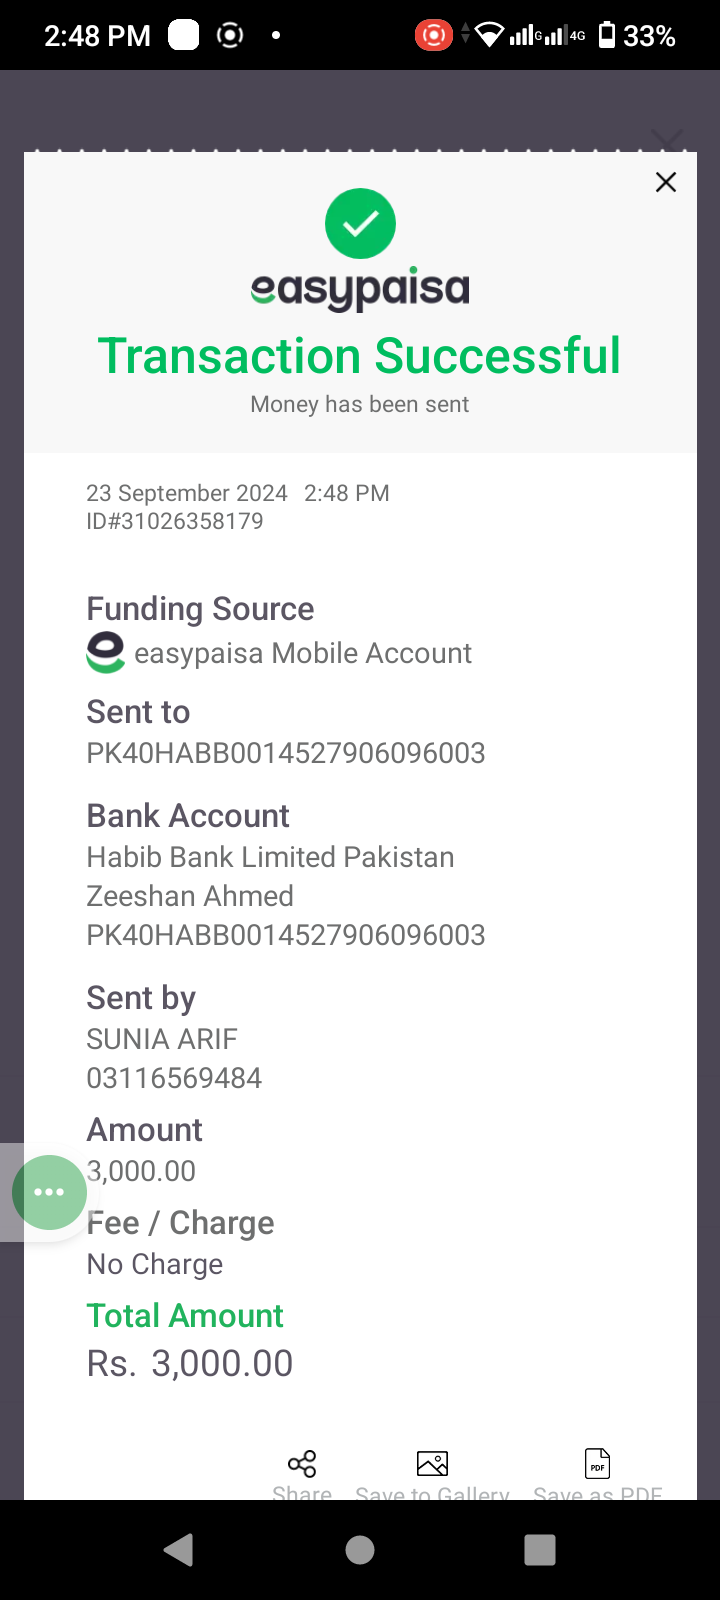 2:48 PM
G 4G 33%
easypaisa
Transaction Successful
Money has been sent
23 September 2024 2:48 PM
ID#31026358179
Funding Source
easypaisa Mobile Account
Sent to
PK40HABB0014527906096003
Bank Account
Habib Bank Limited Pakistan
Zeeshan Ahmed
PK40HABB0014527906096003
Sent by
SUNIA ARIF
03116569484
Amount
3,000.00
Fee / Charge
No Charge
Total Amount
Rs. 3,000.00
PDF
Share Save to Gallery Save as PDF